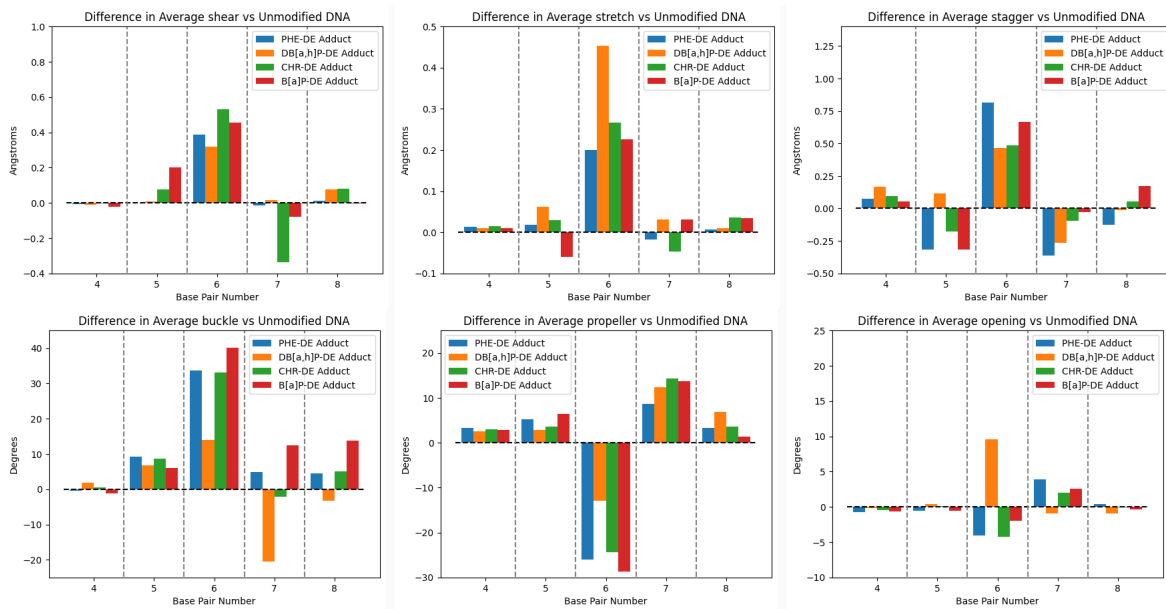 Difference in Average shear vs Unmodified DNA
1.0
0.8
0.6
0.4
0.2
0.0
−0.2
−0.4
Angstroms
PHE-DE Adduct
DB[a,h]P-DE Adduct
CHR-DE Adduct
B[a]P-DE Adduct
4 5 6 7 8
Base Pair Number
Difference in Average stretch vs Unmodified DNA
0.5
0.4
0.3
0.2
0.1
0.0
−0.1
Angstroms
PHE-DE Adduct
DB[a,h]P-DE Adduct
CHR-DE Adduct
B[a]P-DE Adduct
4 5 6 7 8
Base Pair Number
Difference in Average stagger vs Unmodified DNA
1.25
1.00
0.75
0.50
0.25
0.00
−0.25
−0.50
Angstroms
PHE-DE Adduct
DB[a,h]P-DE Adduct
CHR-DE Adduct
B[a]P-DE Adduct
4 5 6 7 8
Base Pair Number
Difference in Average buckle vs Unmodified DNA
40
30
20
10
0
−10
−20
Degrees
PHE-DE Adduct
DB[a,h]P-DE Adduct
CHR-DE Adduct
B[a]P-DE Adduct
4 5 6 7 8
Base Pair Number
Difference in Average propeller vs Unmodified DNA
20
10
0
−10
−20
−30
Degrees
PHE-DE Adduct
DB[a,h]P-DE Adduct
CHR-DE Adduct
B[a]P-DE Adduct
4 5 6 7 8
Base Pair Number
Difference in Average opening vs Unmodified DNA
25
20
15
10
5
0
−5
−10
Degrees
PHE-DE Adduct
DB[a,h]P-DE Adduct
CHR-DE Adduct
B[a]P-DE Adduct
4 5 6 7 8
Base Pair Number